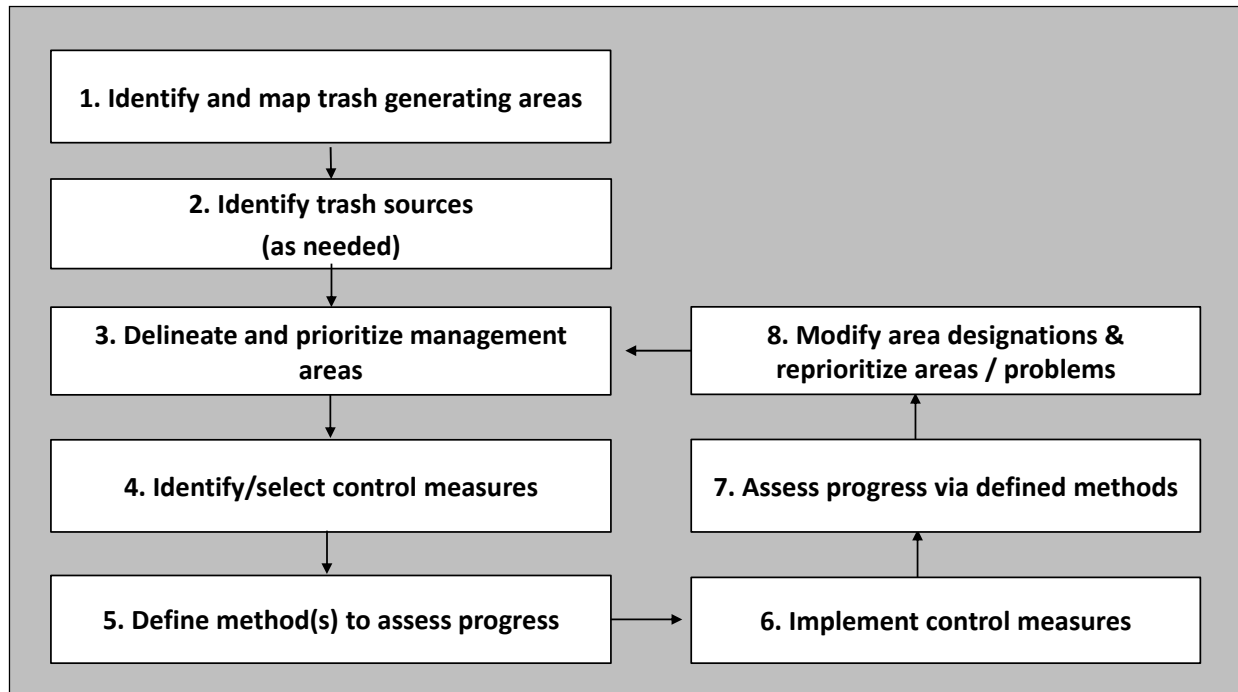 1. Identify and map trash generating areas
2. Identify trash sources
(as needed)
3. Delineate and prioritize management
areas
4. Identify/select control measures
5. Define method(s) to assess progress
6. Implement control measures
7. Assess progress via defined methods
8. Modify area designations &
reprioritize areas / problems